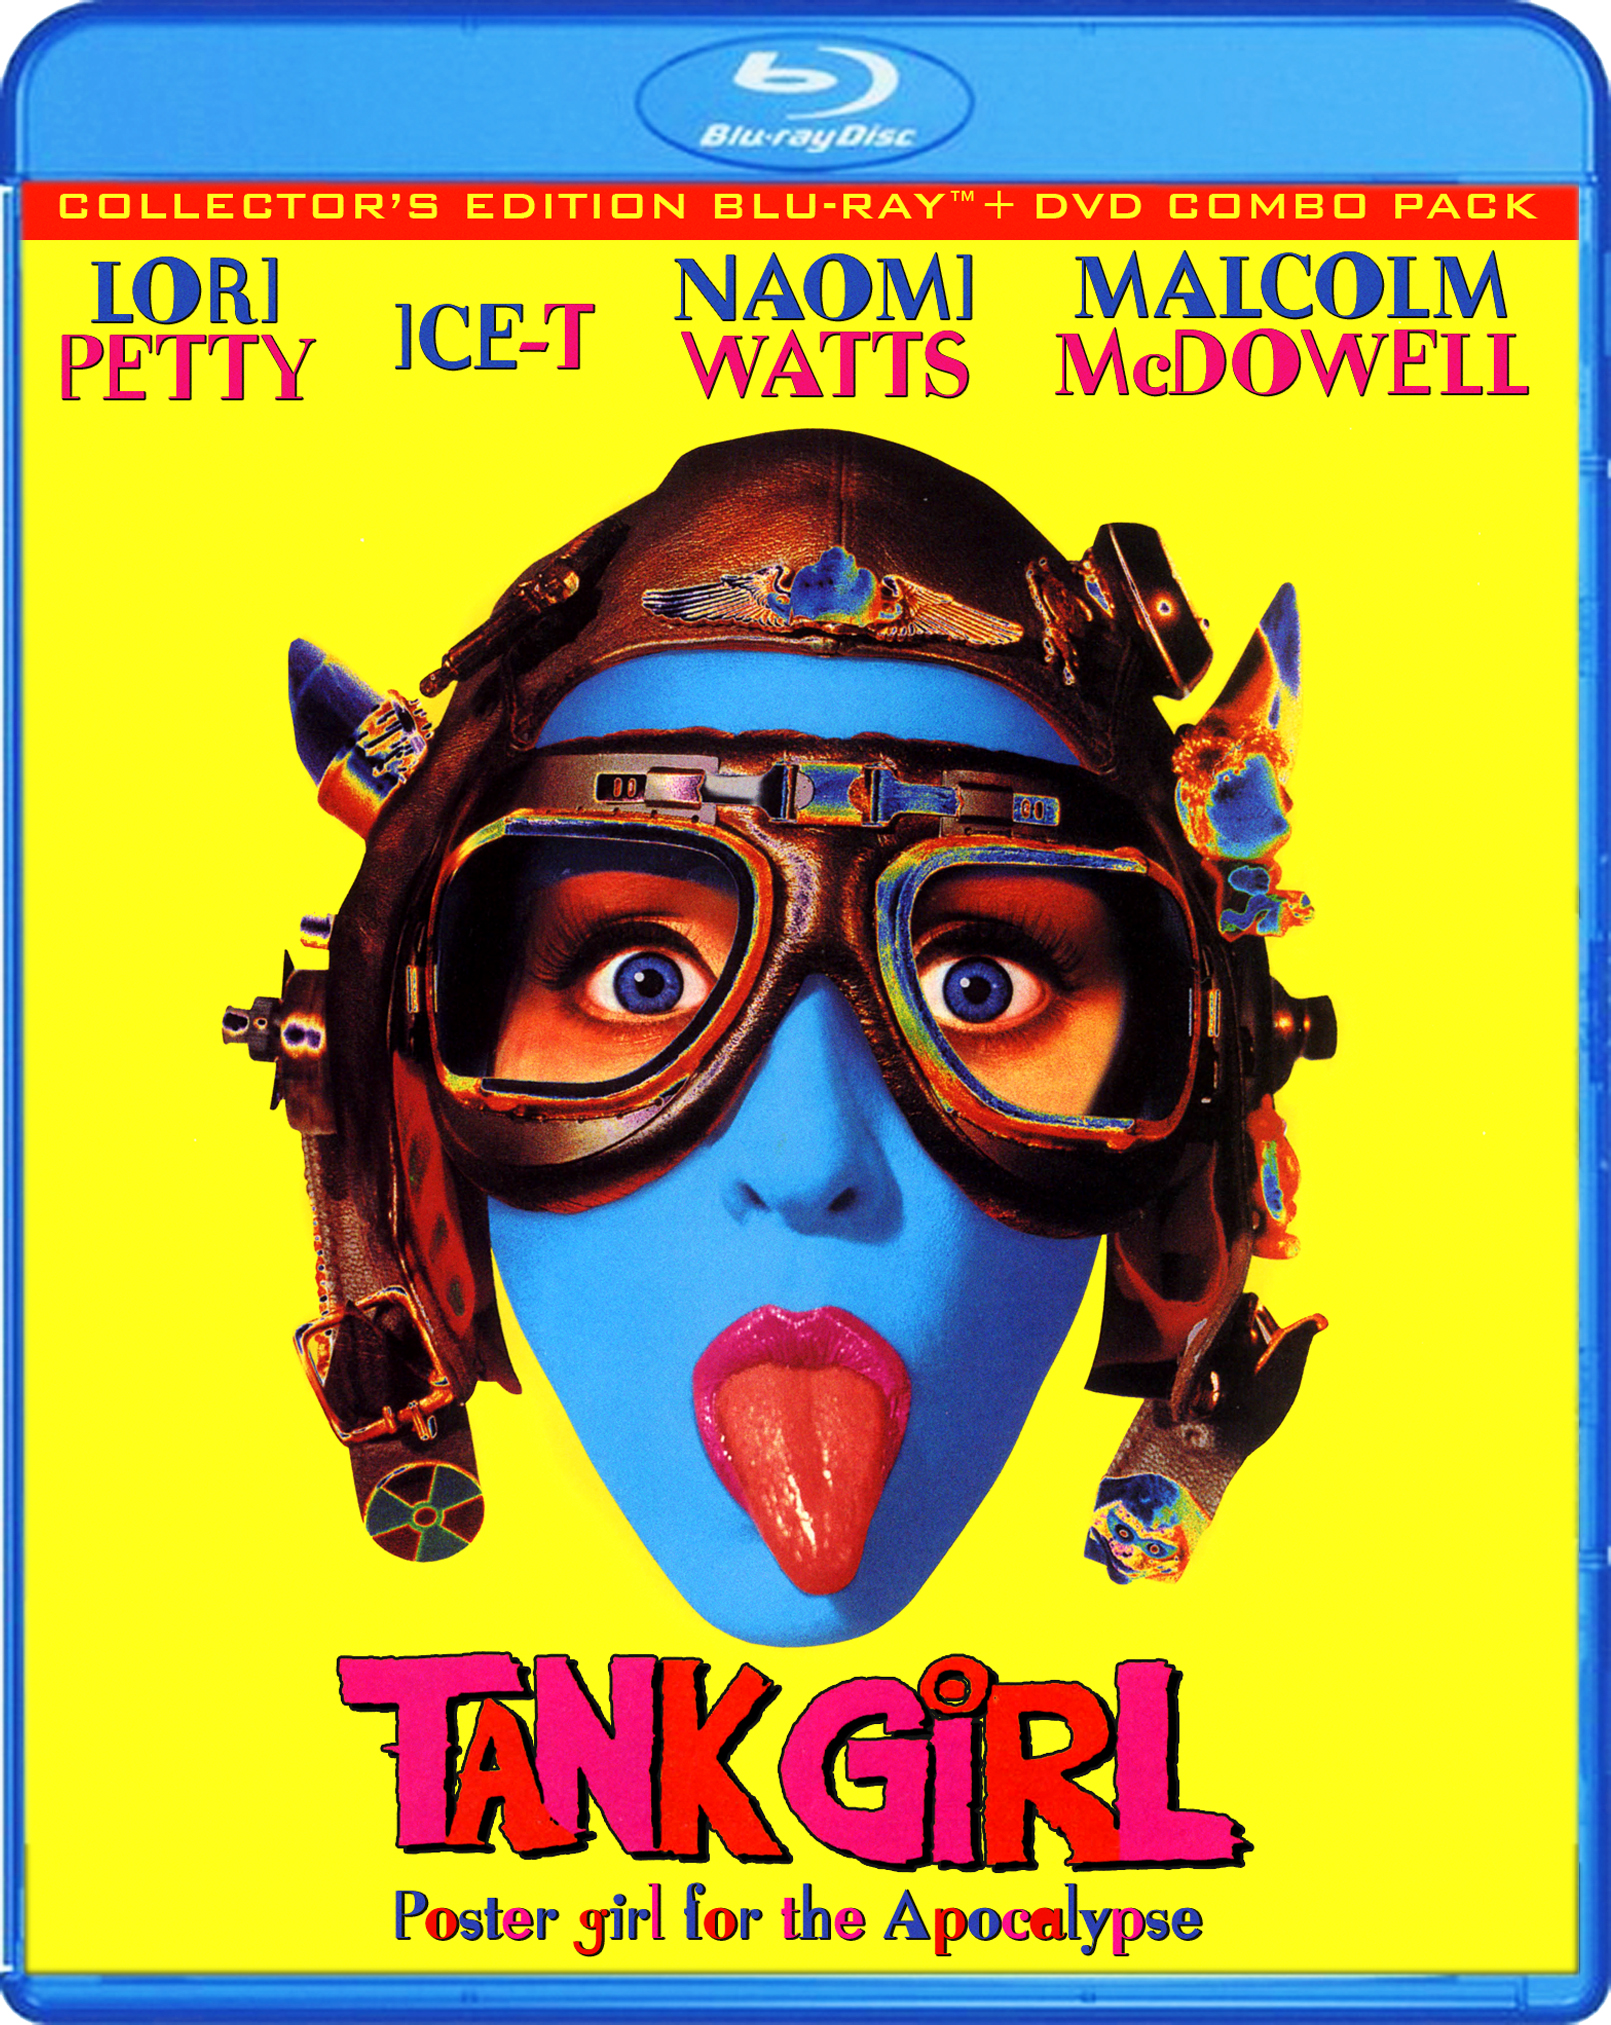 Blu-ray Disc
COLLECTOR'S EDITION BLU-RAY™ + DVD COMBO PACK
LORI PETTY
ICE-T
NAOMI WATTS
MALCOLM McDOWELL
TANK GiRL
Poster girl for the Apocalypse